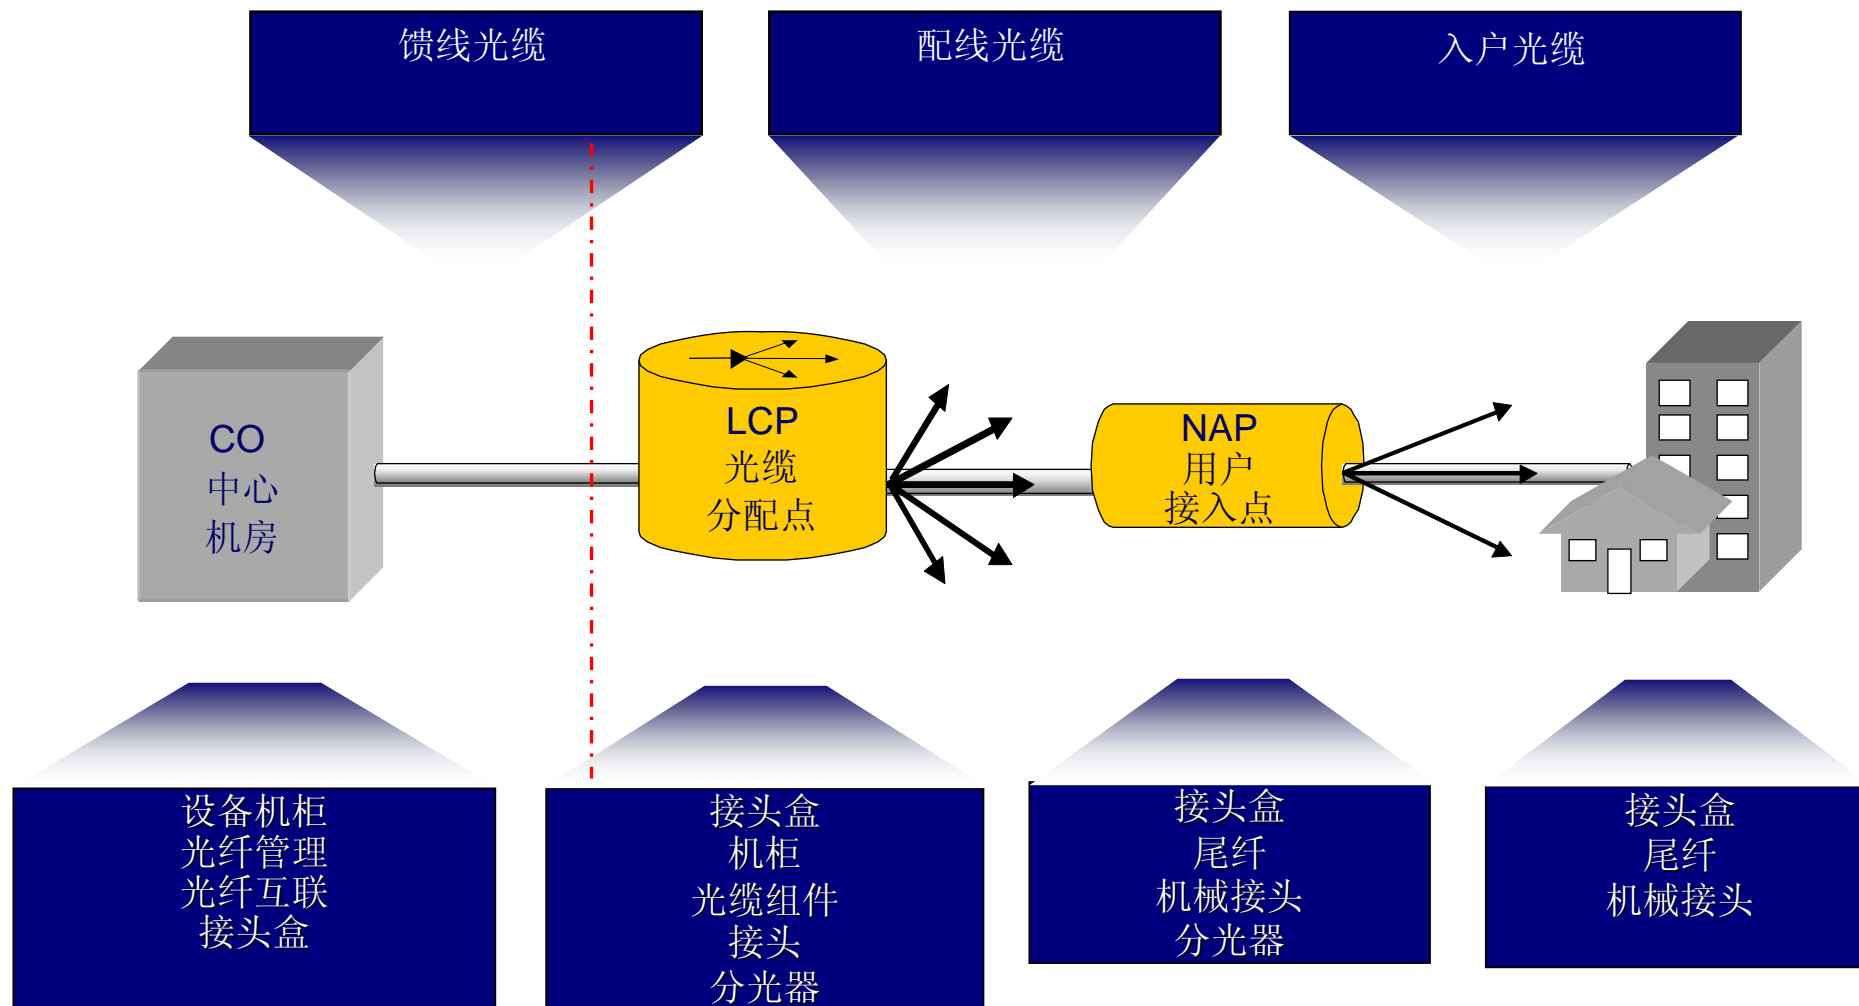 馈线光缆
配线光缆
入户光缆
CO
中心
机房
LCP
光缆
分配点
NAP
用户
接入点
设备机柜
光纤管理
光纤互联
接头盒
接头盒
机柜
光缆组件
接头
分光器
接头盒
尾纤
机械接头
分光器
接头盒
尾纤
机械接头